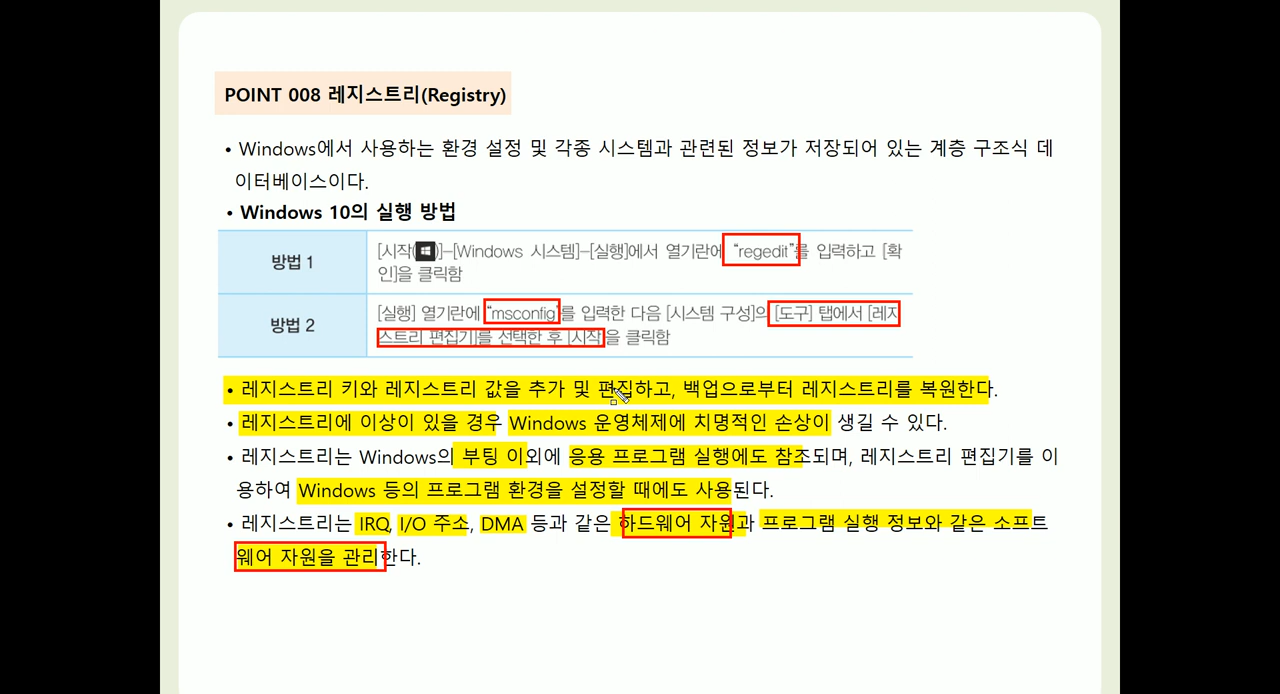 POINT 008 레지스트리(Registry)
• Windows에서 사용하는 환경 설정 및 각종 시스템과 관련된 정보가 저장되어 있는 계층 구조식 데
이터베이스이다.
• Windows 10의 실행 방법
방법 1
[시작()]–[Windows 시스템]–[실행]에서 열기란에 “regedit”를 입력하고 [확
인]을 클릭함
방법 2
[실행] 열기란에 “msconfig”를 입력한 다음 [시스템 구성]의 [도구] 탭에서 [레지
스트리 편집기]를 선택한 후 [시작]을 클릭함
• 레지스트리 키와 레지스트리 값을 추가 및 편집하고, 백업으로부터 레지스트리를 복원한다.
• 레지스트리에 이상이 있을 경우 Windows 운영체제에 치명적인 손상이 생길 수 있다.
• 레지스트리는 Windows의 부팅 이외에 응용 프로그램 실행에도 참조되며, 레지스트리 편집기를 이
용하여 Windows 등의 프로그램 환경을 설정할 때에도 사용된다.
• 레지스트리는 IRQ, I/O 주소, DMA 등과 같은 하드웨어 자원과 프로그램 실행 정보와 같은 소프트
웨어 자원을 관리한다.